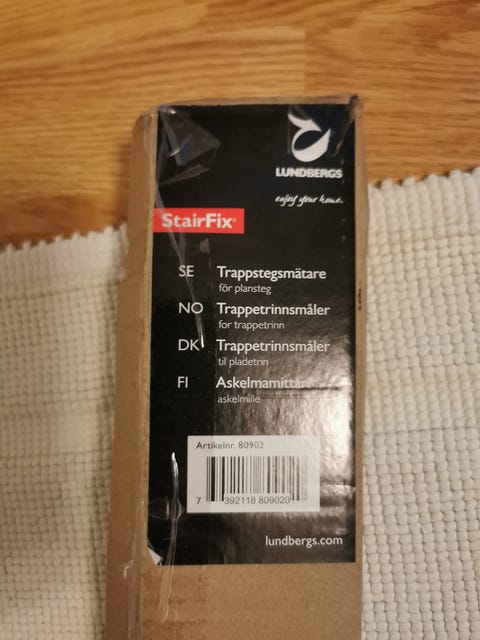 LUNDBERGS
enjoy your home.
StairFix®
SE Trappstegsmätare
för plansteg
NO Trappetrinnsmåler
for trappetrinn
DK Trappetrinnsmåler
til pladetrin
FI Askelmamittari
askelmille
Artikelnr. 80902
7 392118 809020
lundbergs.com